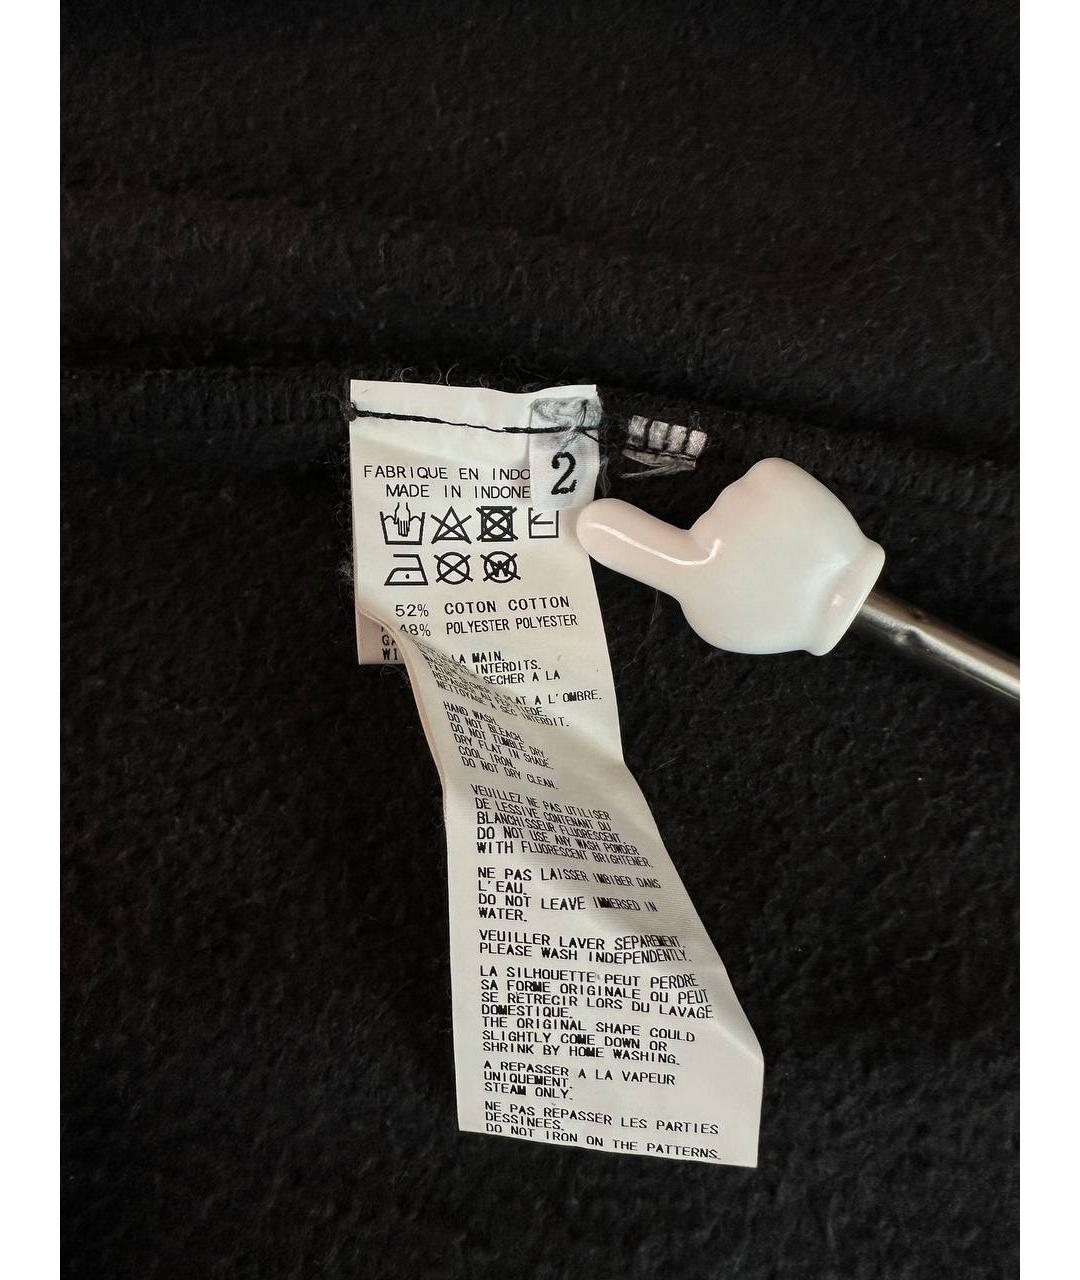 2
FABRIQUE EN INDO
MADE IN INDONE
52% COTON COTTON
48% POLYESTER POLYESTER
LA MAIN.
INTERDITS.
SECHER A LA
PLAT A L'OMBRE.
NETTOYAGE A SEC INTERDIT.
HAND WASH.
DO NOT BLEACH.
DO NOT TUMBLE DRY.
DRY FLAT IN SHADE.
COOL IRON.
DO NOT DRY CLEAN.
VEUILLEZ NE PAS UTILISER
DE LESSIVE CONTENANT OU
BLANCHISSEUR FLUORESCENT.
DO NOT USE ANY WASH POWDER
WITH FLUORESCENT BRIGHTENER.
NE PAS LAISSER IMBIBER DANS
L'EAU.
DO NOT LEAVE IMMERSED IN
WATER.
VEUILLER LAVER SEPAREMENT.
PLEASE WASH INDEPENDENTLY.
LA SILHOUETTE PEUT PERDRE
SA FORME ORIGINALE OU PEUT
SE RETRECIR LORS DU LAVAGE
DOMESTIQUE.
THE ORIGINAL SHAPE COULD
SLIGHTLY COME DOWN OR
SHRINK BY HOME WASHING.
A REPASSER A LA VAPEUR
UNIQUEMENT.
STEAM ONLY.
NE PAS REPASSER LES PARTIES
DESSINEES.
DO NOT IRON ON THE PATTERNS.